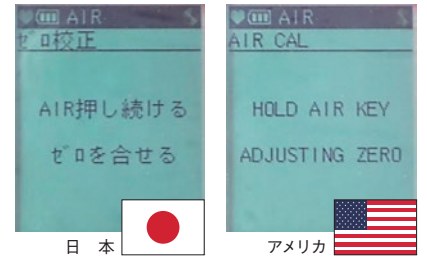 AIR
ゼロ校正
AIR押し続ける
ゼロを合せる
日本
AIR
AIR CAL
HOLD AIR KEY
ADJUSTING ZERO
アメリカ